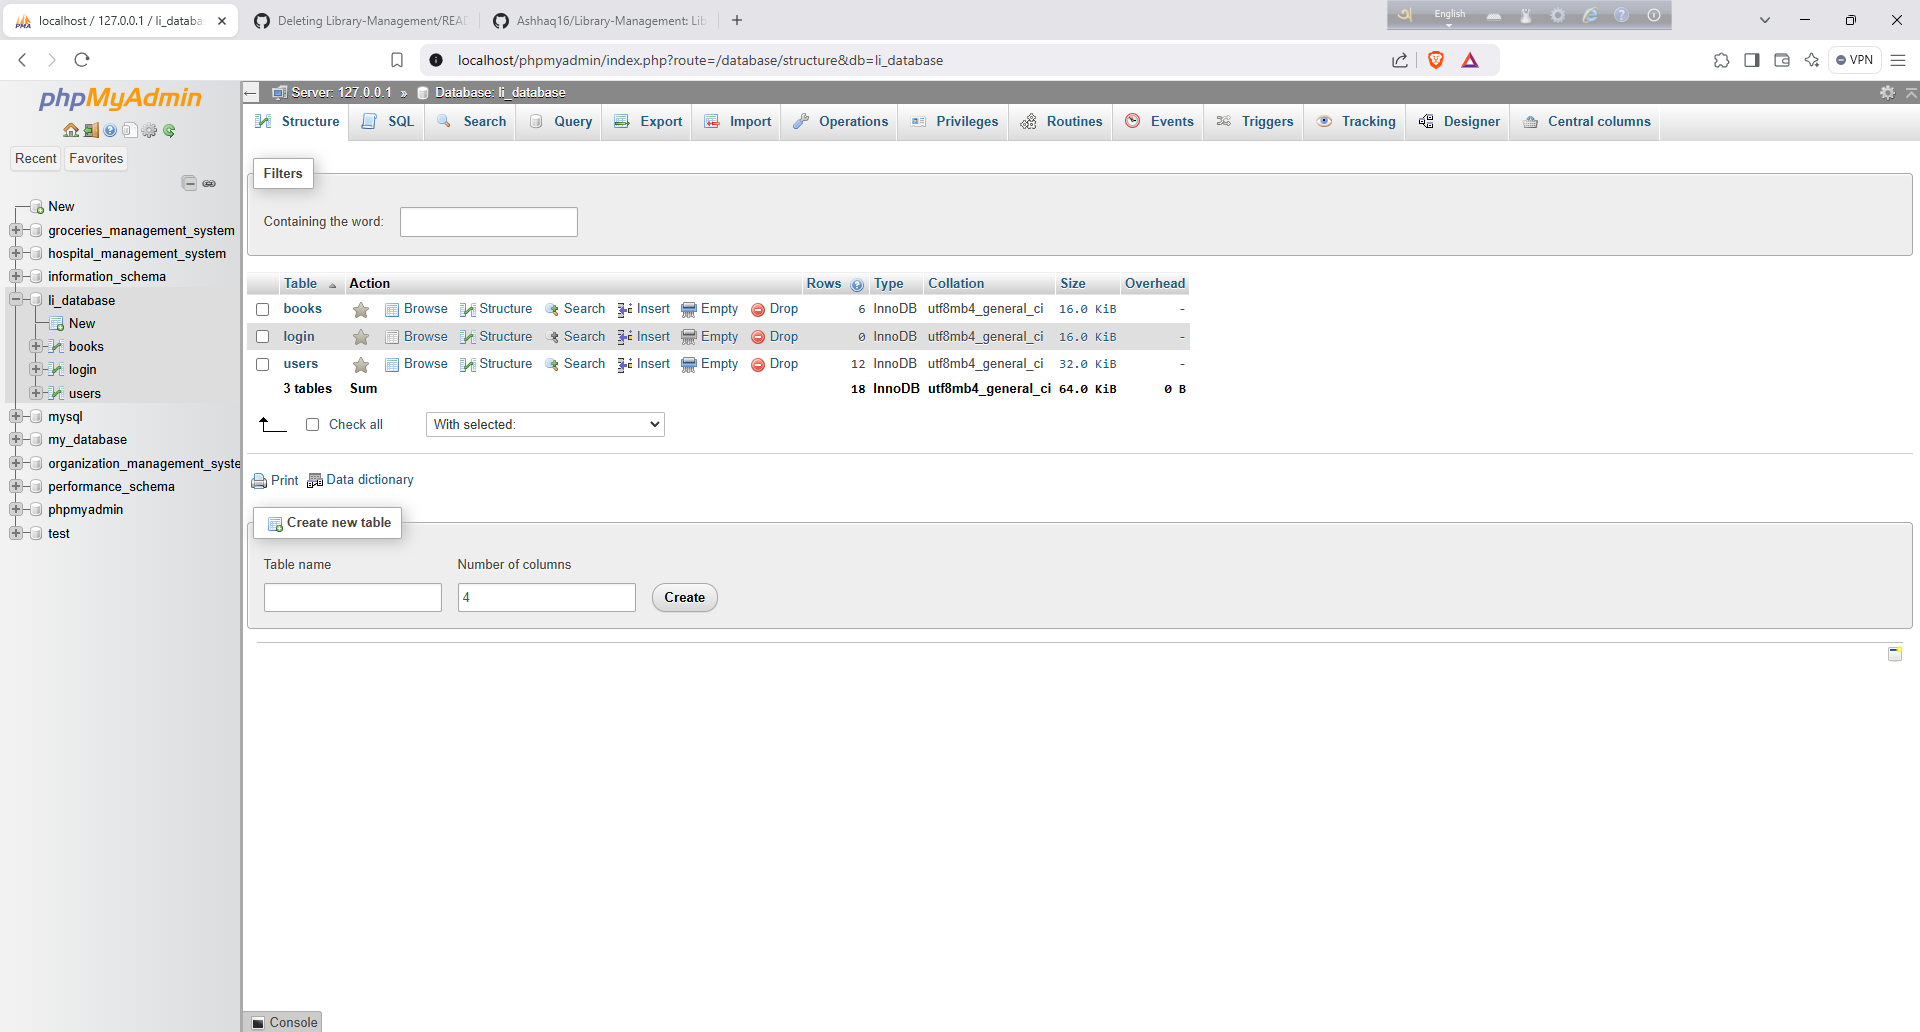 localhost / 127.0.0.1 / li_databa
Deleting Library-Management/READ
Ashhaq16/Library-Management: Lib
English
localhost/phpmyadmin/index.php?route=/database/structure&db=li_database
VPN
phpMyAdmin
Server: 127.0.0.1 » Database: li_database
Structure SQL Search Query Export Import Operations Privileges Routines Events Triggers Tracking Designer Central columns
Recent Favorites
New
groceries_management_system
hospital_management_system
information_schema
li_database
New
books
login
users
mysql
my_database
organization_management_syste
performance_schema
phpmyadmin
test
Filters
Containing the word:
Table Action Rows Type Collation Size Overhead
books Browse Structure Search Insert Empty Drop 6 InnoDB utf8mb4_general_ci 16.0 KiB -
login Browse Structure Search Insert Empty Drop 0 InnoDB utf8mb4_general_ci 16.0 KiB -
users Browse Structure Search Insert Empty Drop 12 InnoDB utf8mb4_general_ci 32.0 KiB -
3 tables Sum 18 InnoDB utf8mb4_general_ci 64.0 KiB 0 B
Check all With selected:
Print Data dictionary
Create new table
Table name Number of columns
4 Create
Console